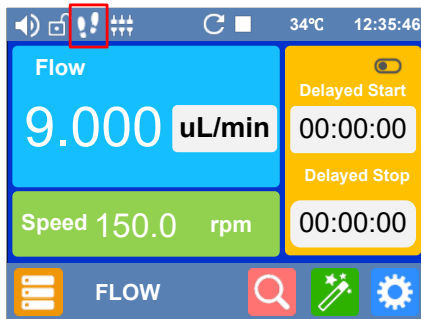 34℃ 12:35:46
Flow
9.000 uL/min
Delayed Start
00:00:00
Delayed Stop
00:00:00
Speed 150.0 rpm
FLOW